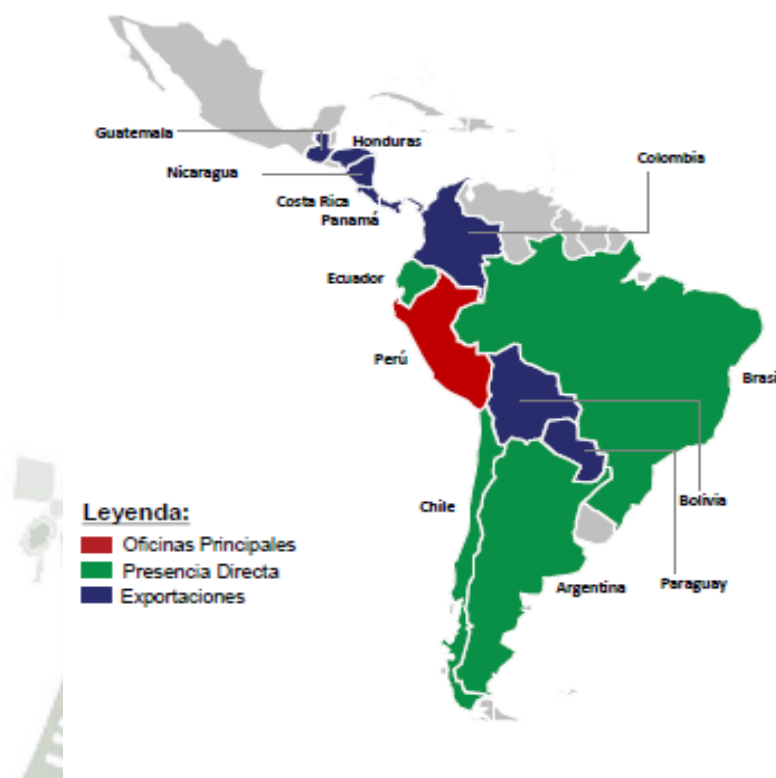 Guatemala
Honduras
Colombia
Nicaragua
Costa Rica
Panamá
Ecuador
Perú
Brasi
Chile
Bolivia
Argentina
Paraguay
Leyenda:
Oficinas Principales
Presencia Directa
Exportaciones